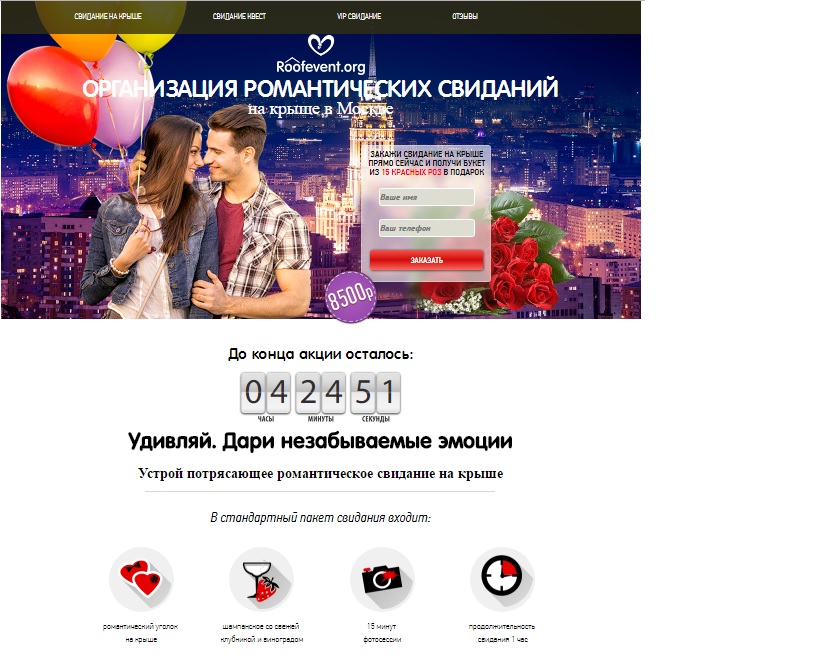 СВИДАНИЕ НА КРЫШЕ СВИДАНИЕ КВЕСТ VIP СВИДАНИЕ ОТЗЫВЫ
Roofevent.org
ОРГАНИЗАЦИЯ РОМАНТИЧЕСКИХ СВИДАНИЙ
на крыше в Москве
ЗАКАЖИ СВИДАНИЕ НА КРЫШЕ
ПРЯМО СЕЙЧАС И ПОЛУЧИ БУКЕТ
ИЗ 15 КРАСНЫХ РОЗ В ПОДАРОК
Ваше имя
Ваш телефон
ЗАКАЗАТЬ
8500р
До конца акции осталось:
04 24 51
ЧАСЫ МИНУТЫ СЕКУНДЫ
Удивляй. Дари незабываемые эмоции
Устрой потрясающее романтическое свидание на крыше
В стандартный пакет свидания входит:
романтический уголок
на крыше
шампанское со свежей
клубникой и виноградом
15 минут
фотосессии
продолжительность
свидания 1 час